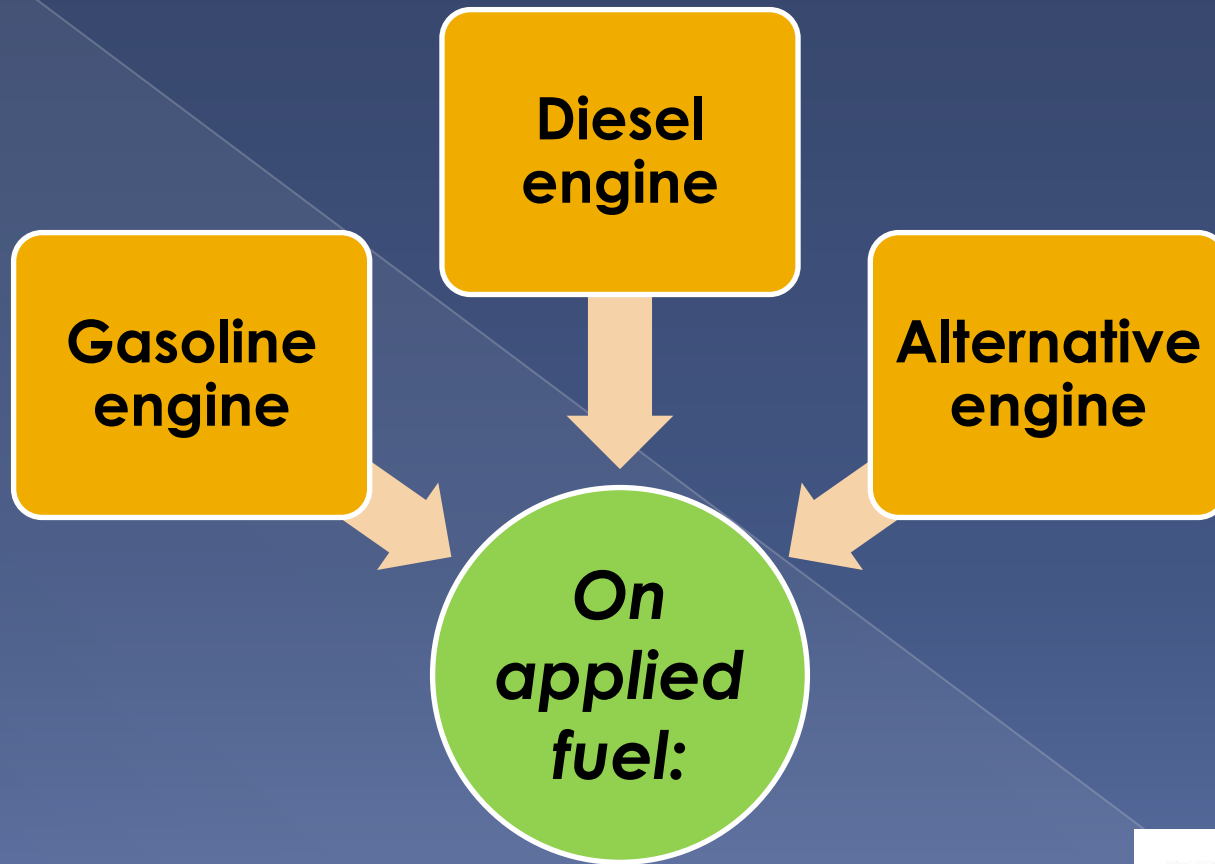 Diesel
engine
Gasoline
engine
Alternative
engine
On
applied
fuel: